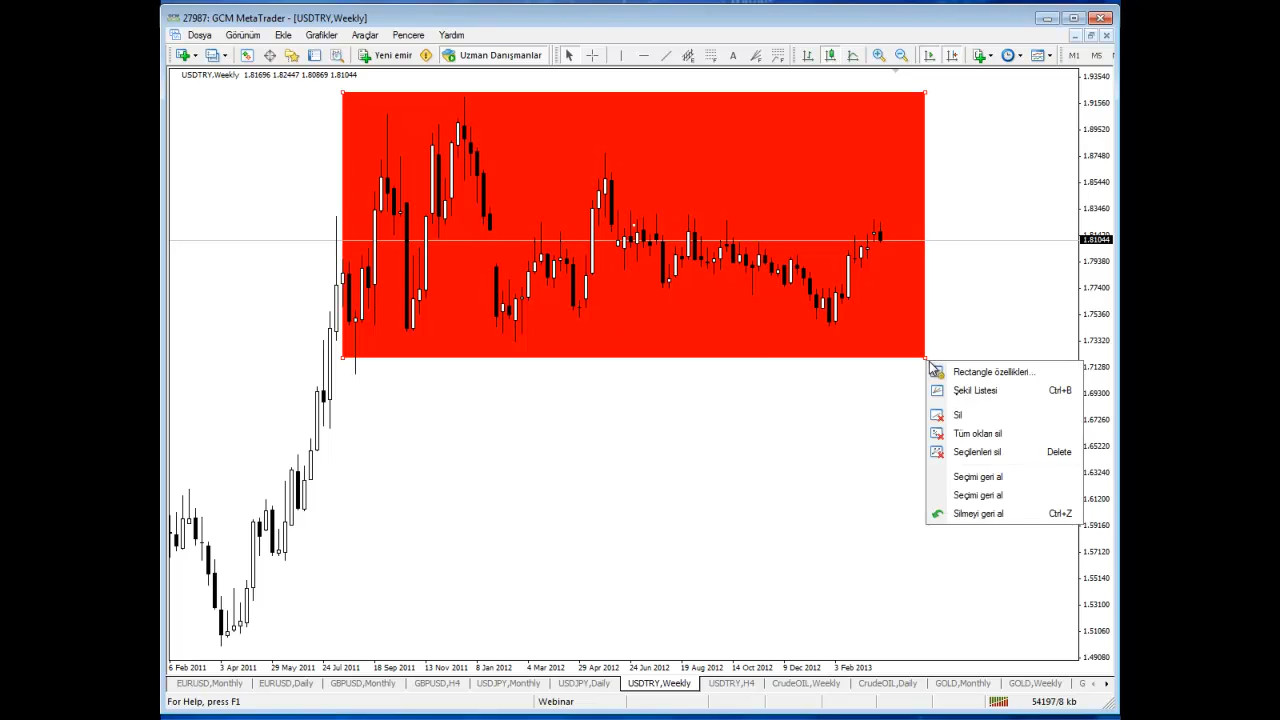 27987: GCM MetaTrader - [USDTRY,Weekly]
Dosya Görünüm Ekle Grafikler Araçlar Pencere Yardım
Yeni emir Uzman Danışmanlar A M1 M5
USDTRY,Weekly 1.81696 1.82447 1.80869 1.81044
1.93540
1.91560
1.89520
1.87480
1.85440
1.83460
1.81044
1.79380
1.77400
1.75360
1.73320
1.71280
1.69300
1.67260
1.65220
1.63240
1.61200
1.59160
1.57120
1.55140
1.53100
1.51060
1.49080
Rectangle özellikleri...
Şekil Listesi Ctrl+B
Sil
Tüm okları sil
Seçilenleri sil Delete
Seçimi geri al
Seçimi geri al
Silmeyi geri al Ctrl+Z
6 Feb 2011 3 Apr 2011 29 May 2011 24 Jul 2011 18 Sep 2011 13 Nov 2011 8 Jan 2012 4 Mar 2012 29 Apr 2012 24 Jun 2012 19 Aug 2012 14 Oct 2012 9 Dec 2012 3 Feb 2013
EURUSD,Monthly EURUSD,Daily GBPUSD,Monthly GBPUSD,H4 USDJPY,Monthly USDJPY,Daily USDTRY,Weekly USDTRY,H4 CrudeOIL,Weekly CrudeOIL,Daily GOLD,Monthly GOLD,Weekly G
For Help, press F1 Webinar 54197/8 kb